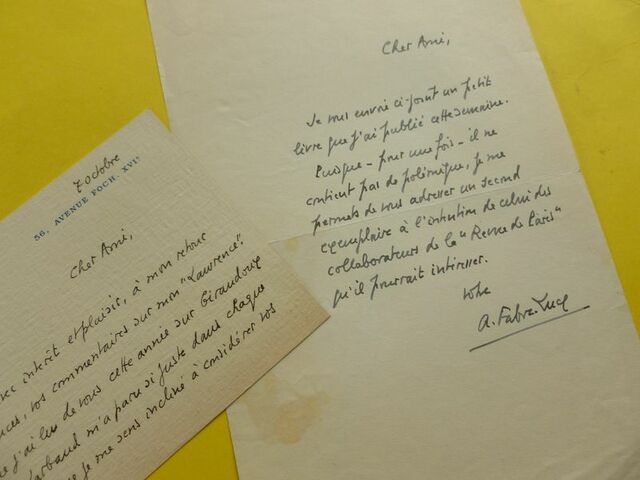 Cher Ami,
Je vous envoie ci-joint un petit
livre que j'ai publié cette semaine.
Puisque - pour une fois - il ne
contient pas de polémique, je me
permets de vous adresser un second
exemplaire à l'intention de celui des
collaborateurs de la "Revue de Paris"
qu'il pourrait intéresser.
votre
A. Fabre-Luce
7 octobre
56, AVENUE FOCH, XVIE
Cher Ami,
avec intérêt et plaisir, à mon retour
vos commentaires sur mon "Lawrence".
j'ai lu de vous cette année sur Giraudoux
Larbaud m'a paru si juste dans chaque
je me sens incliné à considérer vos